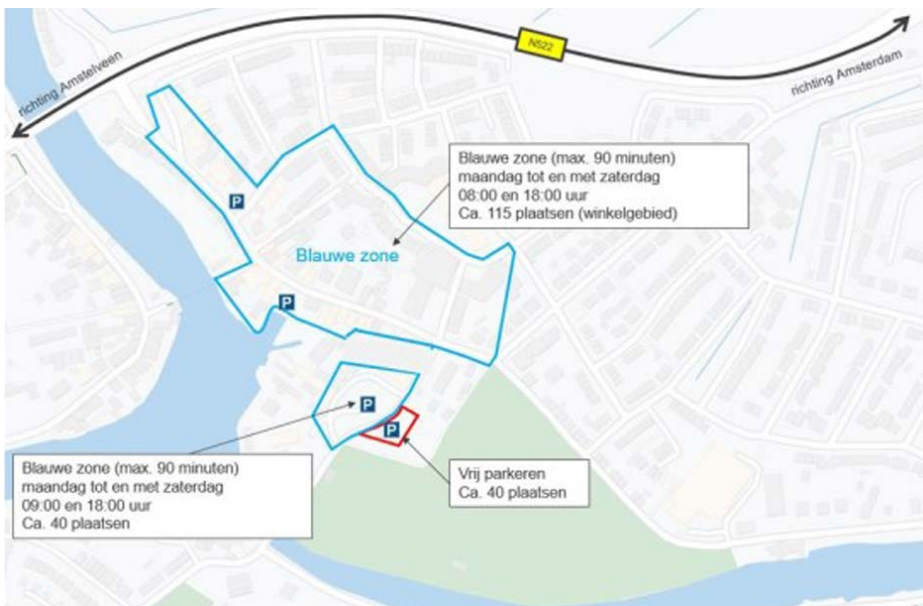 N522
richting Amstelveen
richting Amsterdam
Blauwe zone (max. 90 minuten)
maandag tot en met zaterdag
08:00 en 18:00 uur
Ca. 115 plaatsen (winkelgebied)
P
Blauwe zone
P
P
P
Blauwe zone (max. 90 minuten)
maandag tot en met zaterdag
09:00 en 18:00 uur
Ca. 40 plaatsen
Vrij parkeren
Ca. 40 plaatsen